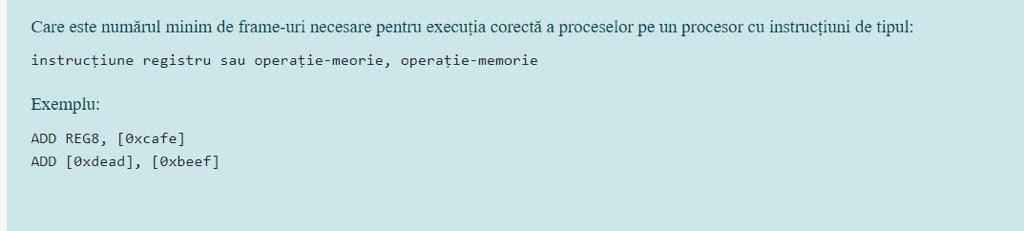 Care este numărul minim de frame-uri necesare pentru execuția corectă a proceselor pe un procesor cu instrucțiuni de tipul:
instrucțiune registru sau operație-meorie, operație-memorie
Exemplu:
ADD REG8, [0xcafe]
ADD [0xdead], [0xbeef]